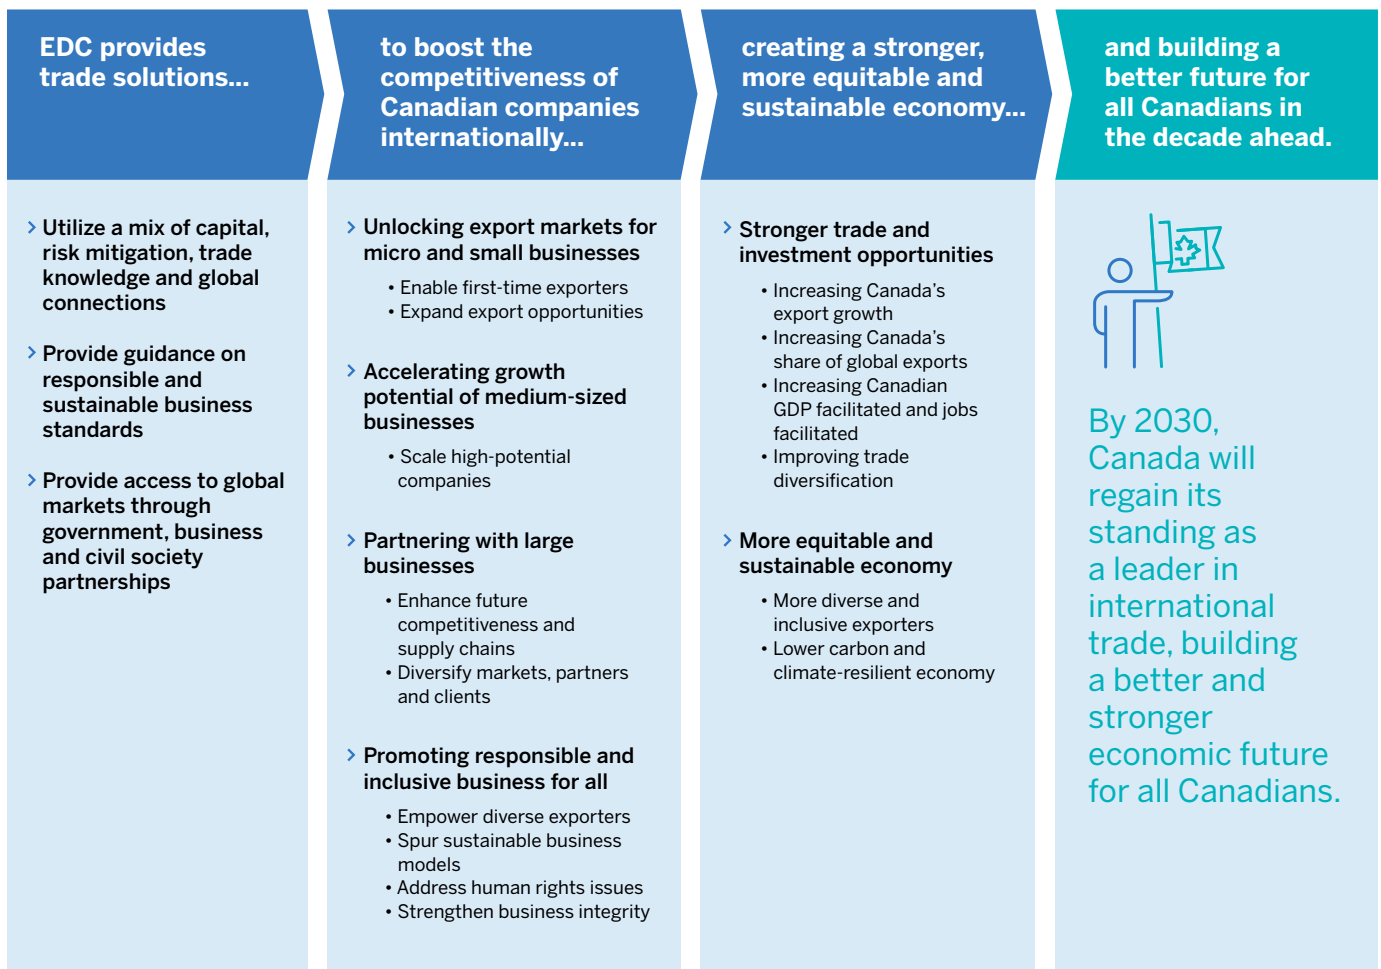 EDC provides
trade solutions...
› Utilize a mix of capital,
risk mitigation, trade
knowledge and global
connections
› Provide guidance on
responsible and
sustainable business
standards
› Provide access to global
markets through
government, business
and civil society
partnerships
to boost the
competitiveness of
Canadian companies
internationally...
› Unlocking export markets for
micro and small businesses
• Enable first-time exporters
• Expand export opportunities
› Accelerating growth
potential of medium-sized
businesses
• Scale high-potential
companies
› Partnering with large
businesses
• Enhance future
competitiveness and
supply chains
• Diversify markets, partners
and clients
› Promoting responsible and
inclusive business for all
• Empower diverse exporters
• Spur sustainable business
models
• Address human rights issues
• Strengthen business integrity
creating a stronger,
more equitable and
sustainable economy...
› Stronger trade and
investment opportunities
• Increasing Canada's
export growth
• Increasing Canada's
share of global exports
• Increasing Canadian
GDP facilitated and jobs
facilitated
• Improving trade
diversification
› More equitable and
sustainable economy
• More diverse and
inclusive exporters
• Lower carbon and
climate-resilient economy
and building a
better future for
all Canadians in
the decade ahead.
By 2030,
Canada will
regain its
standing as
a leader in
international
trade, building
a better and
stronger
economic future
for all Canadians.